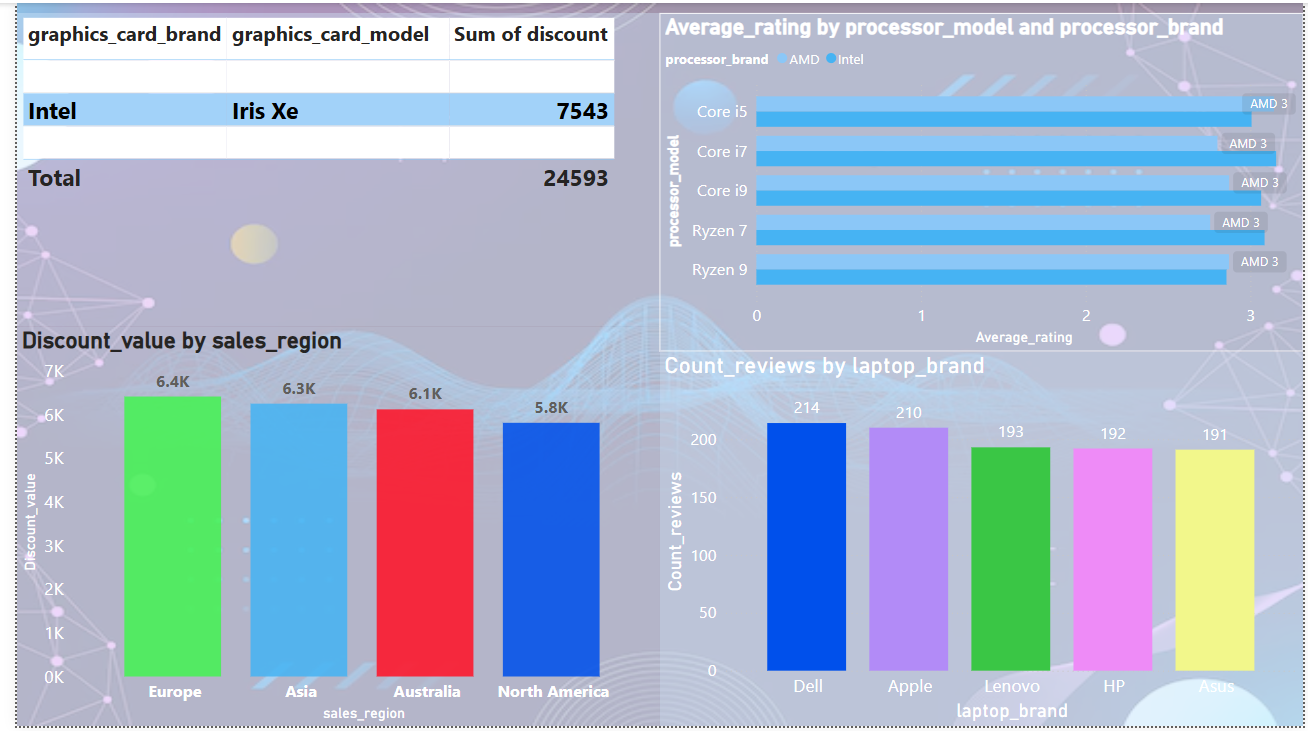 graphics_card_brand graphics_card_model Sum of discount
Intel Iris Xe 7543
Total 24593
Average_rating by processor_model and processor_brand
processor_brand AMD Intel
processor_model
Core i5 AMD 3
Core i7 AMD 3
Core i9 AMD 3
Ryzen 7 AMD 3
Ryzen 9 AMD 3
0 1 2 3
Average_rating
Discount_value by sales_region
Discount_value
7K
6K
5K
4K
3K
2K
1K
0K
6.4K 6.3K 6.1K 5.8K
Europe Asia Australia North America
sales_region
Count_reviews by laptop_brand
Count_reviews
200
150
100
50
0
214 210 193 192 191
Dell Apple Lenovo HP Asus
laptop_brand